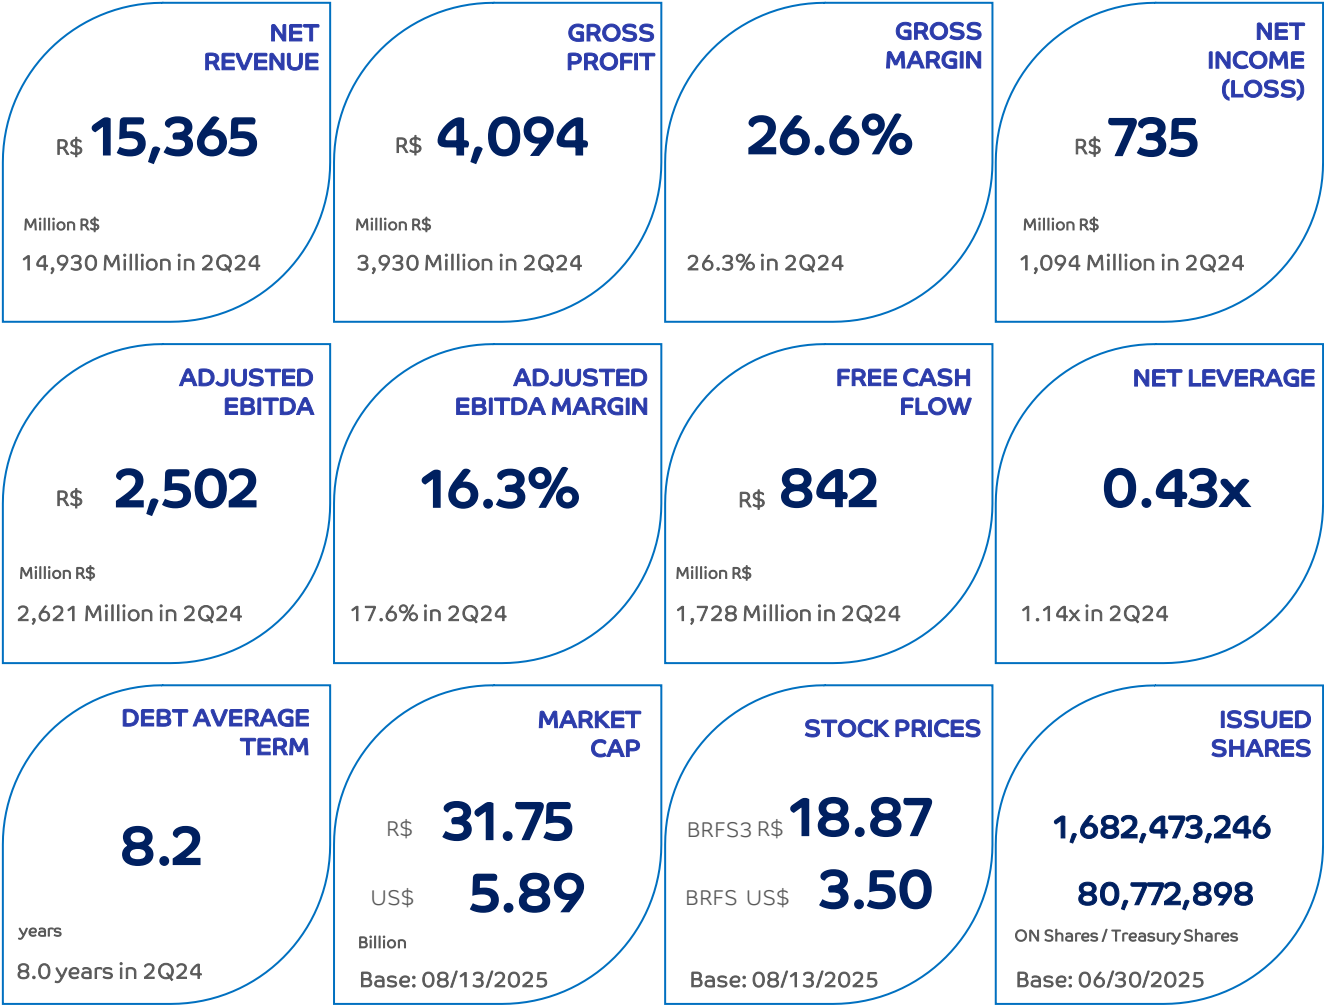 NET
REVENUE
R$ 15,365
Million R$
14,930 Million in 2Q24
GROSS
PROFIT
R$ 4,094
Million R$
3,930 Million in 2Q24
GROSS
MARGIN
26.6%
26.3% in 2Q24
NET
INCOME
(LOSS)
R$ 735
Million R$
1,094 Million in 2Q24
ADJUSTED
EBITDA
R$ 2,502
Million R$
2,621 Million in 2Q24
ADJUSTED
EBITDA MARGIN
16.3%
17.6% in 2Q24
FREE CASH
FLOW
R$ 842
Million R$
1,728 Million in 2Q24
NET LEVERAGE
0.43x
1.14x in 2Q24
DEBT AVERAGE
TERM
8.2
years
8.0 years in 2Q24
MARKET
CAP
R$ 31.75
US$ 5.89
Billion
Base: 08/13/2025
STOCK PRICES
BRFS3 R$ 18.87
BRFS US$ 3.50
Base: 08/13/2025
ISSUED
SHARES
1,682,473,246
80,772,898
ON Shares / Treasury Shares
Base: 06/30/2025